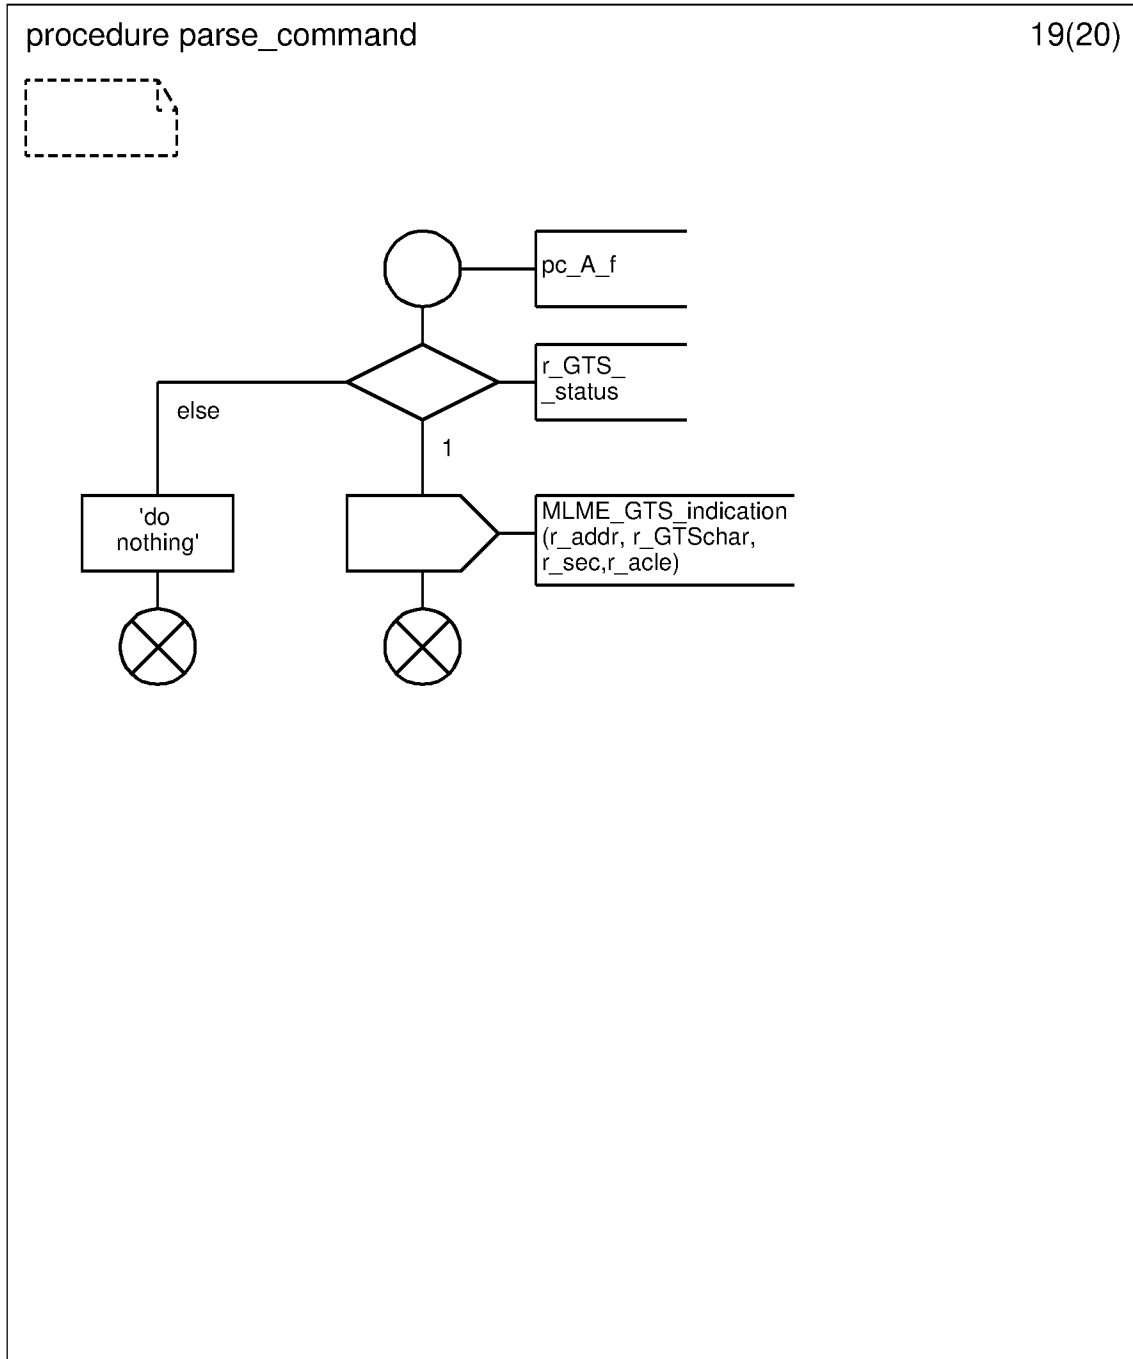 procedure parse_command
19(20)
pc_A_f
r_GTS_
_status
else
1
'do
nothing'
MLME_GTS_indication
(r_addr, r_GTSchar,
r_sec,r_acle)